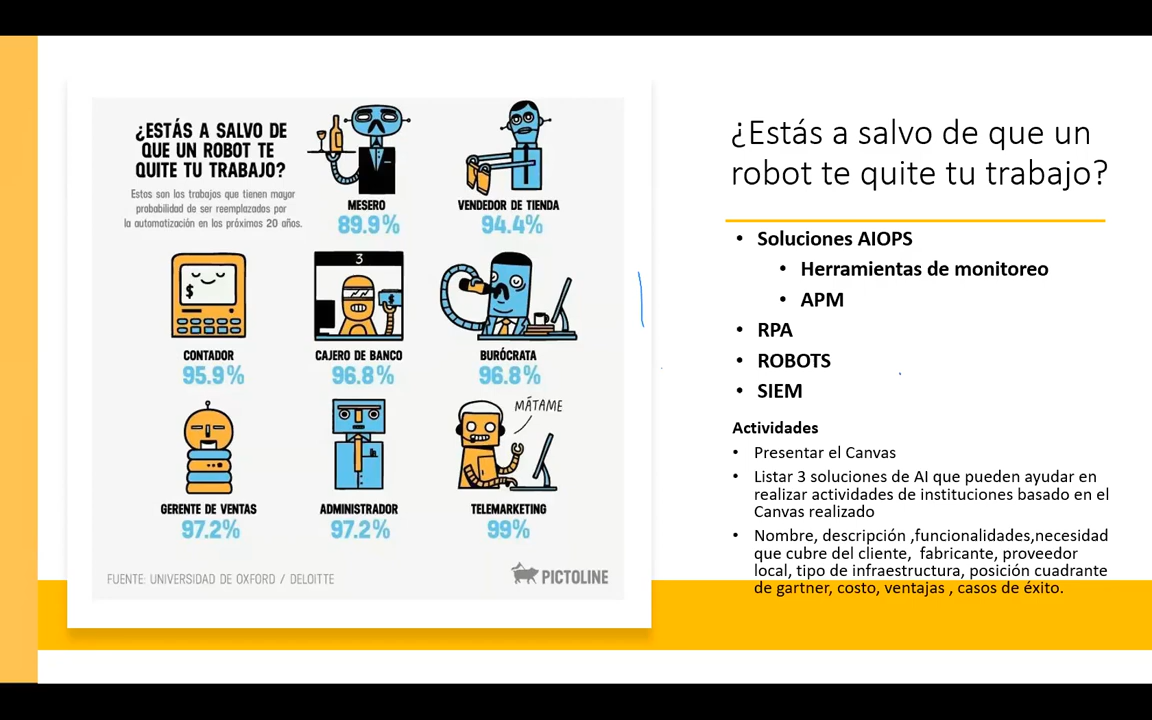 ¿ESTÁS A SALVO DE
QUE UN ROBOT TE
QUITE TU TRABAJO?
Estos son los trabajos que tienen mayor
probabilidad de ser reemplazados por
la automatización en los próximos 20 años.
MESERO
89.9%
VENDEDOR DE TIENDA
94.4%
$
CONTADOR
95.9%
3
$
CAJERO DE BANCO
96.8%
BURÓCRATA
96.8%
GERENTE DE VENTAS
97.2%
ADMINISTRADOR
97.2%
MÁTAME
TELEMARKETING
99%
FUENTE: UNIVERSIDAD DE OXFORD / DELOITTE
PICTOLINE
¿Estás a salvo de que un
robot te quite tu trabajo?
• Soluciones AIOPS
• Herramientas de monitoreo
• APM
• RPA
• ROBOTS
• SIEM
Actividades
• Presentar el Canvas
• Listar 3 soluciones de AI que pueden ayudar en
realizar actividades de instituciones basado en el
Canvas realizado
• Nombre, descripción ,funcionalidades,necesidad
que cubre del cliente, fabricante, proveedor
local, tipo de infraestructura, posición cuadrante
de gartner, costo, ventajas , casos de éxito.